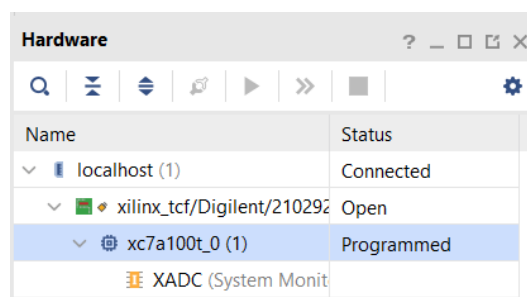 Hardware
Name Status
localhost (1) Connected
xilinx_tcf/Digilent/210292 Open
xc7a100t_0 (1) Programmed
XADC (System Monit